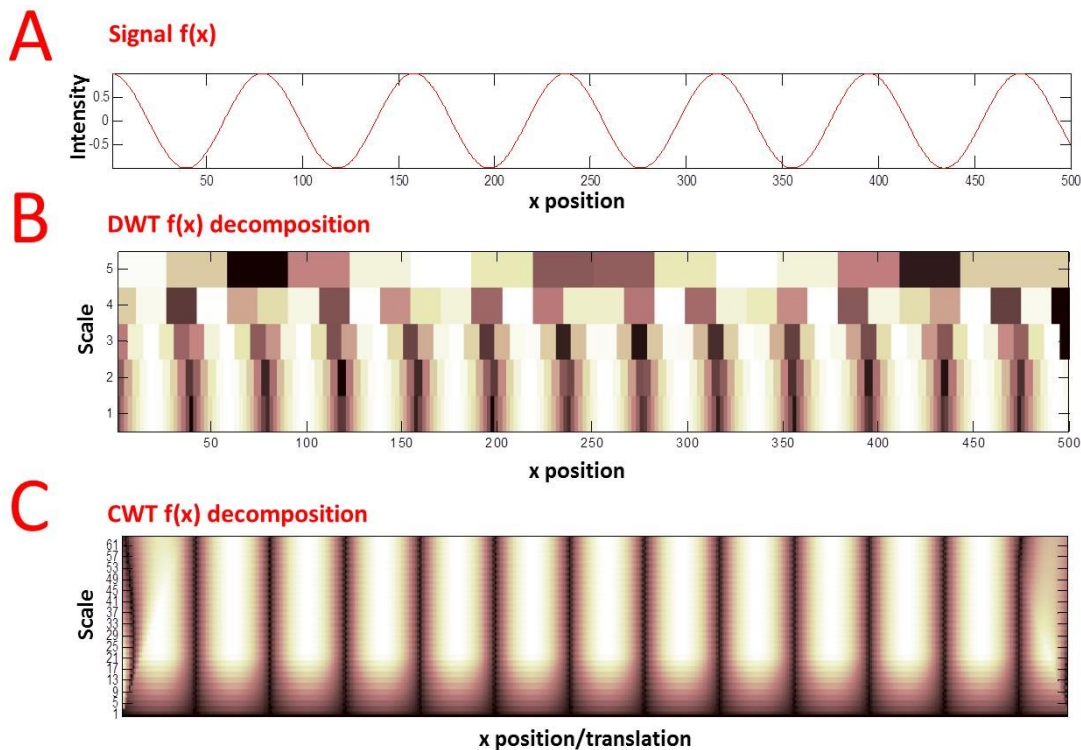 A
Signal f(x)
Intensity
0.5
0
-0.5
50 100 150 200 250 300 350 400 450 500
x position
B
DWT f(x) decomposition
Scale
5
4
3
2
1
50 100 150 200 250 300 350 400 450 500
x position
C
CWT f(x) decomposition
Scale
61
57
53
49
45
41
37
33
29
25
21
17
13
9
5
1
x position/translation